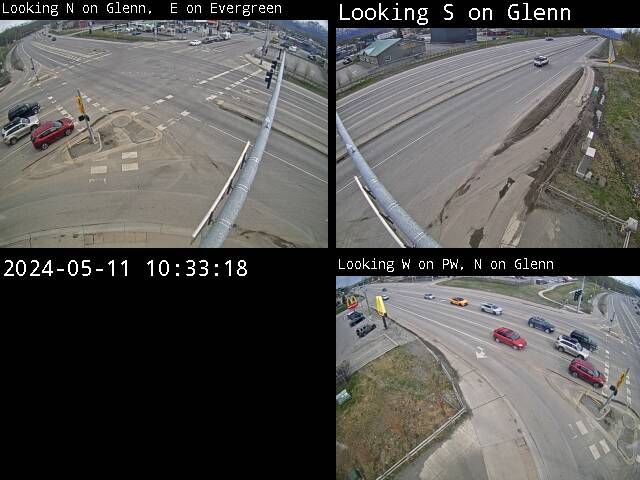 Looking N on Glenn,  E on Evergreen
Looking S on Glenn
2024-05-11 10:33:18
Looking W on PW, N on Glenn